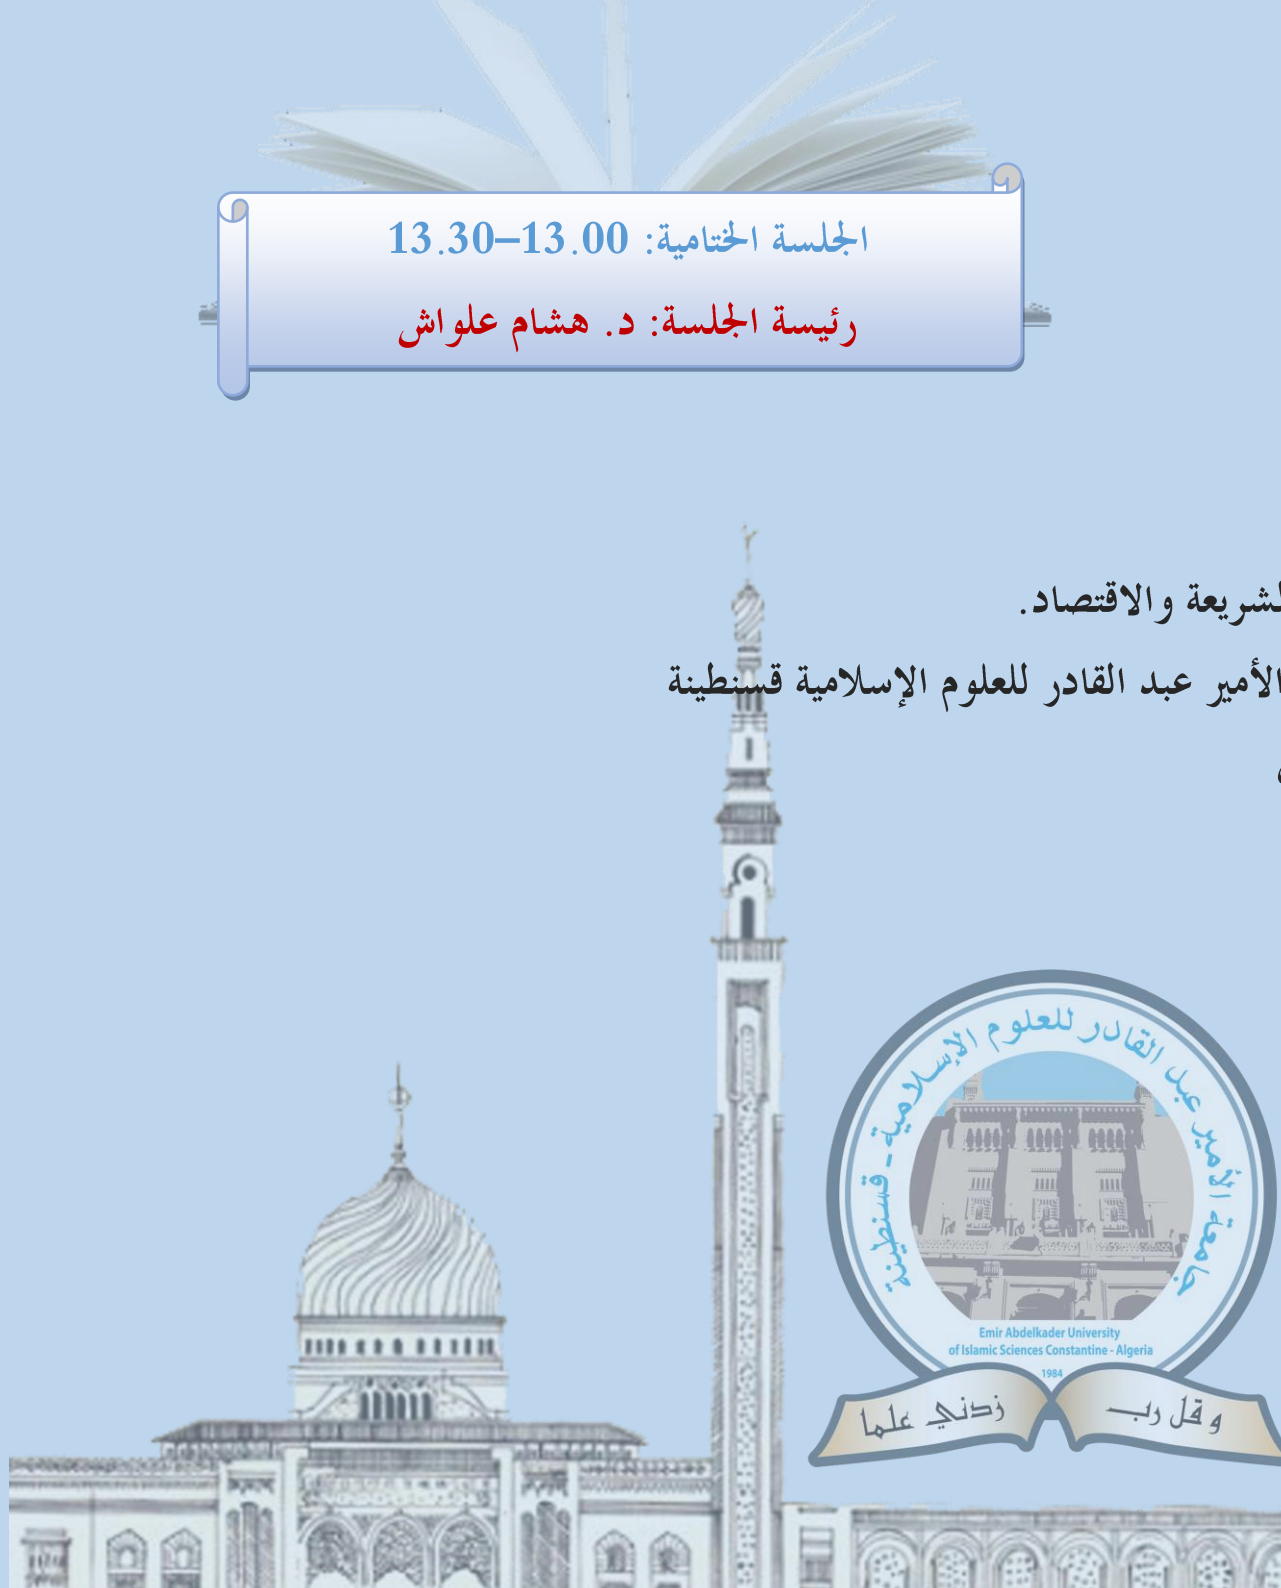 الجلسة الختامية: 13.00–13.30
رئيسة الجلسة: د. هشام علواش
لشريعة والاقتصاد.
الأمير عبد القادر للعلوم الإسلامية قسنطينة
جامعة الأمير عبد القادر للعلوم الإسلامية - قسنطينة
Emir Abdelkader University
of Islamic Sciences Constantine - Algeria
1984
وقل رب زدني علما